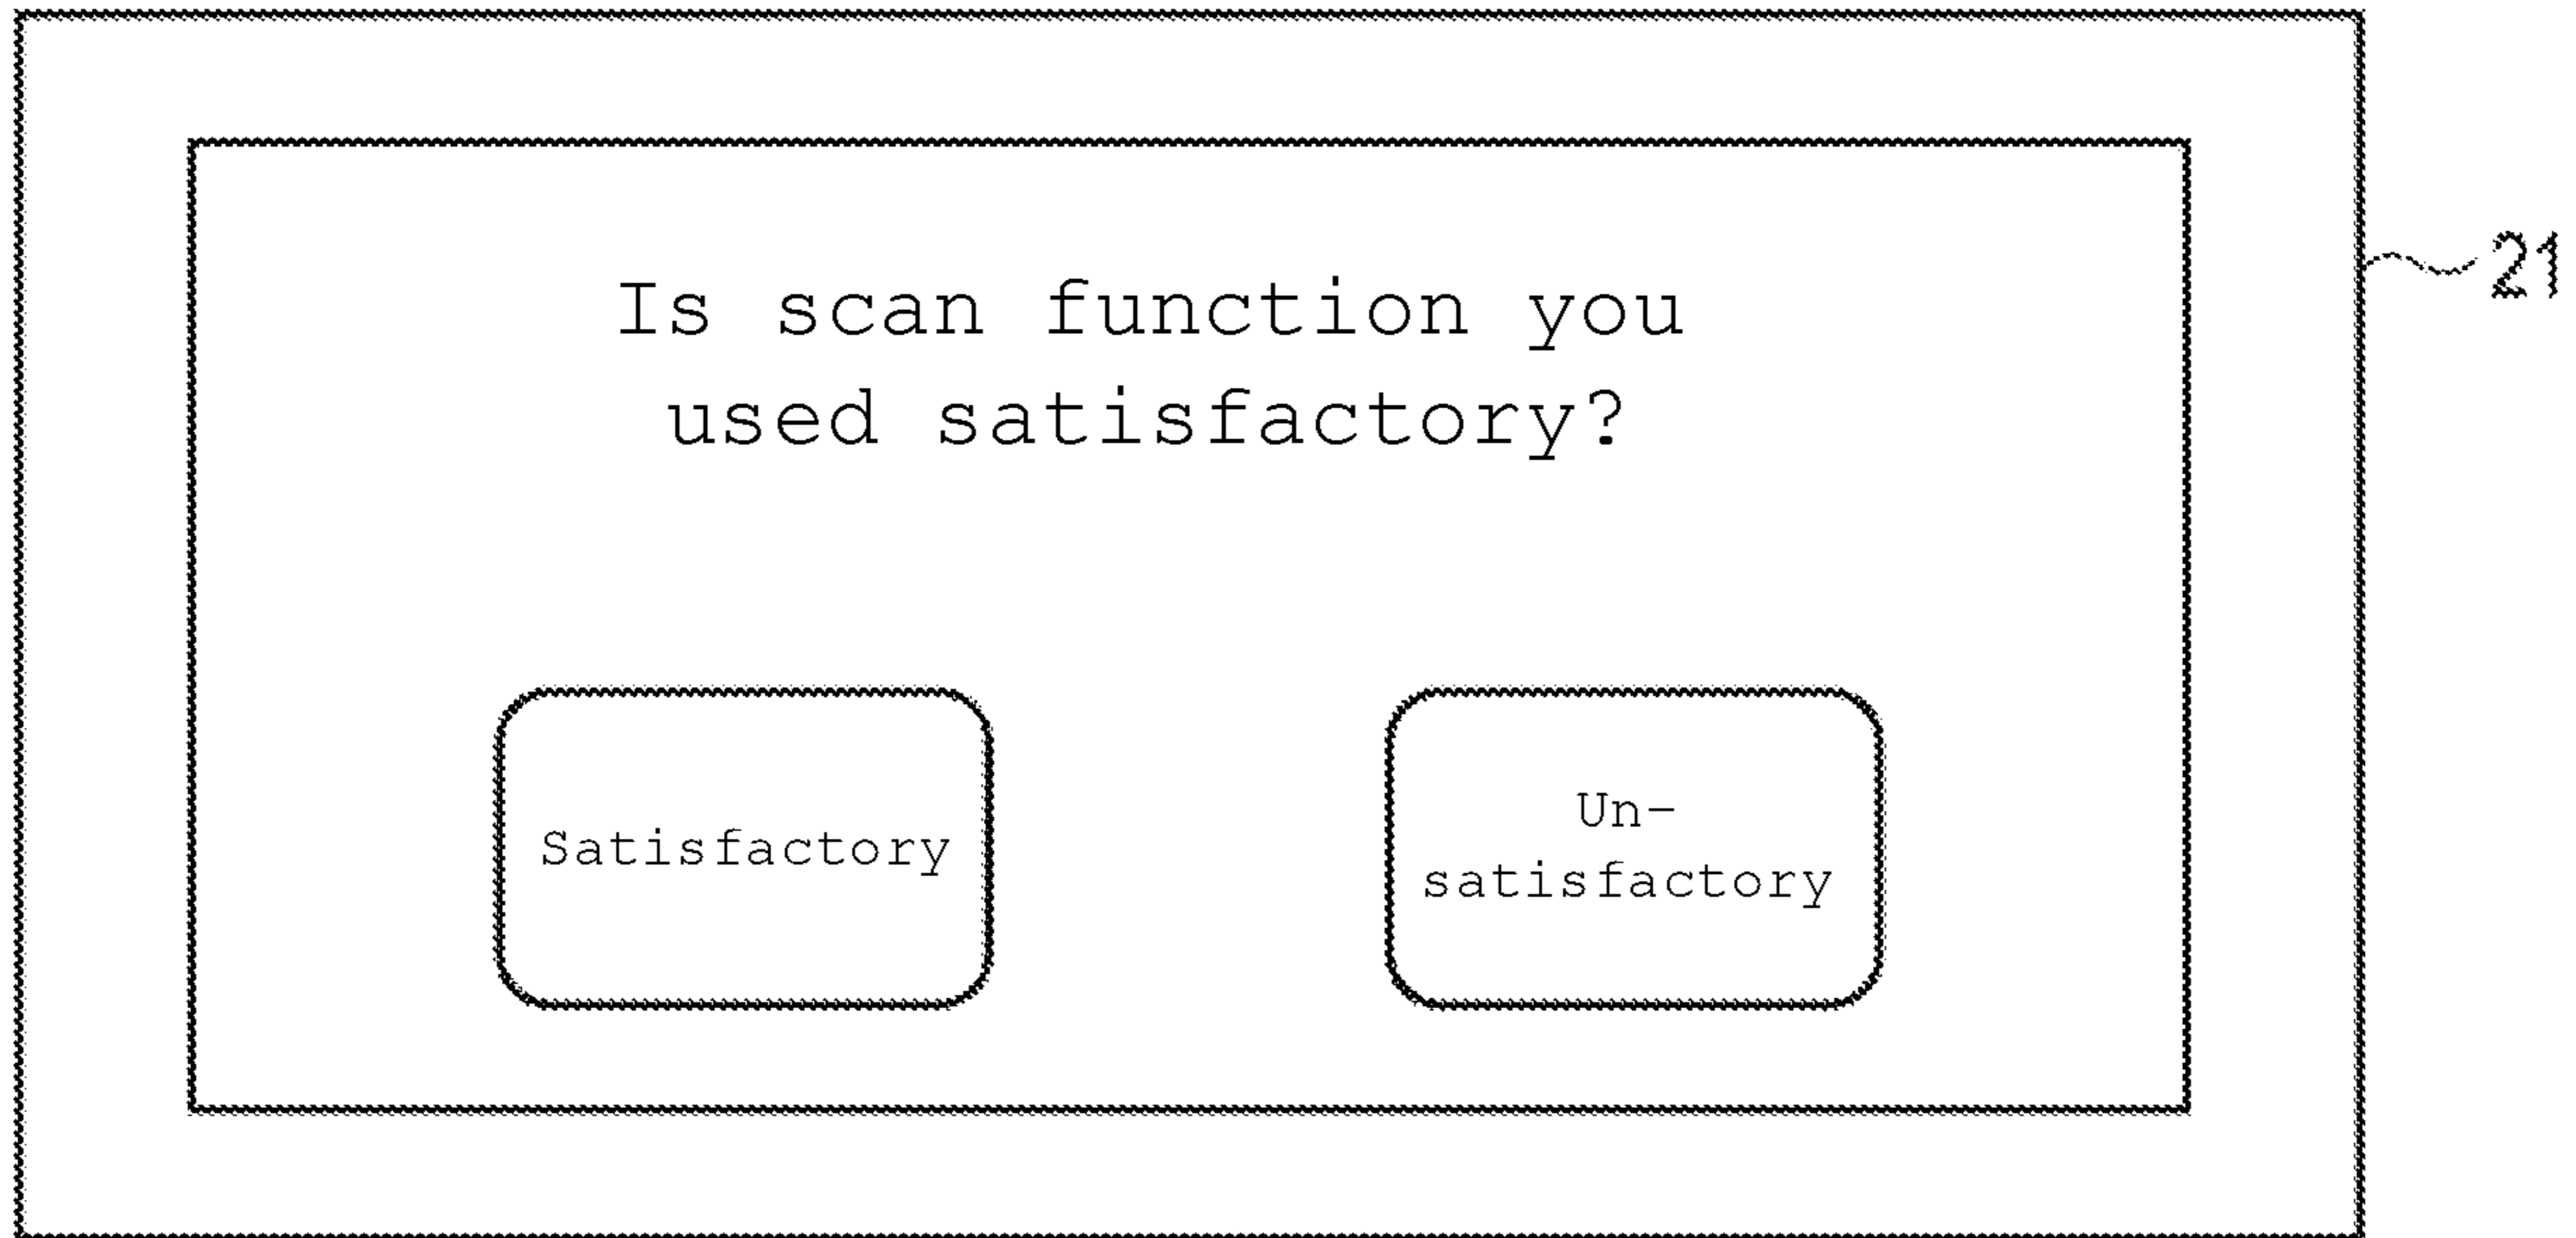 Is scan function you
used satisfactory?
21
Satisfactory
Un-
satisfactory